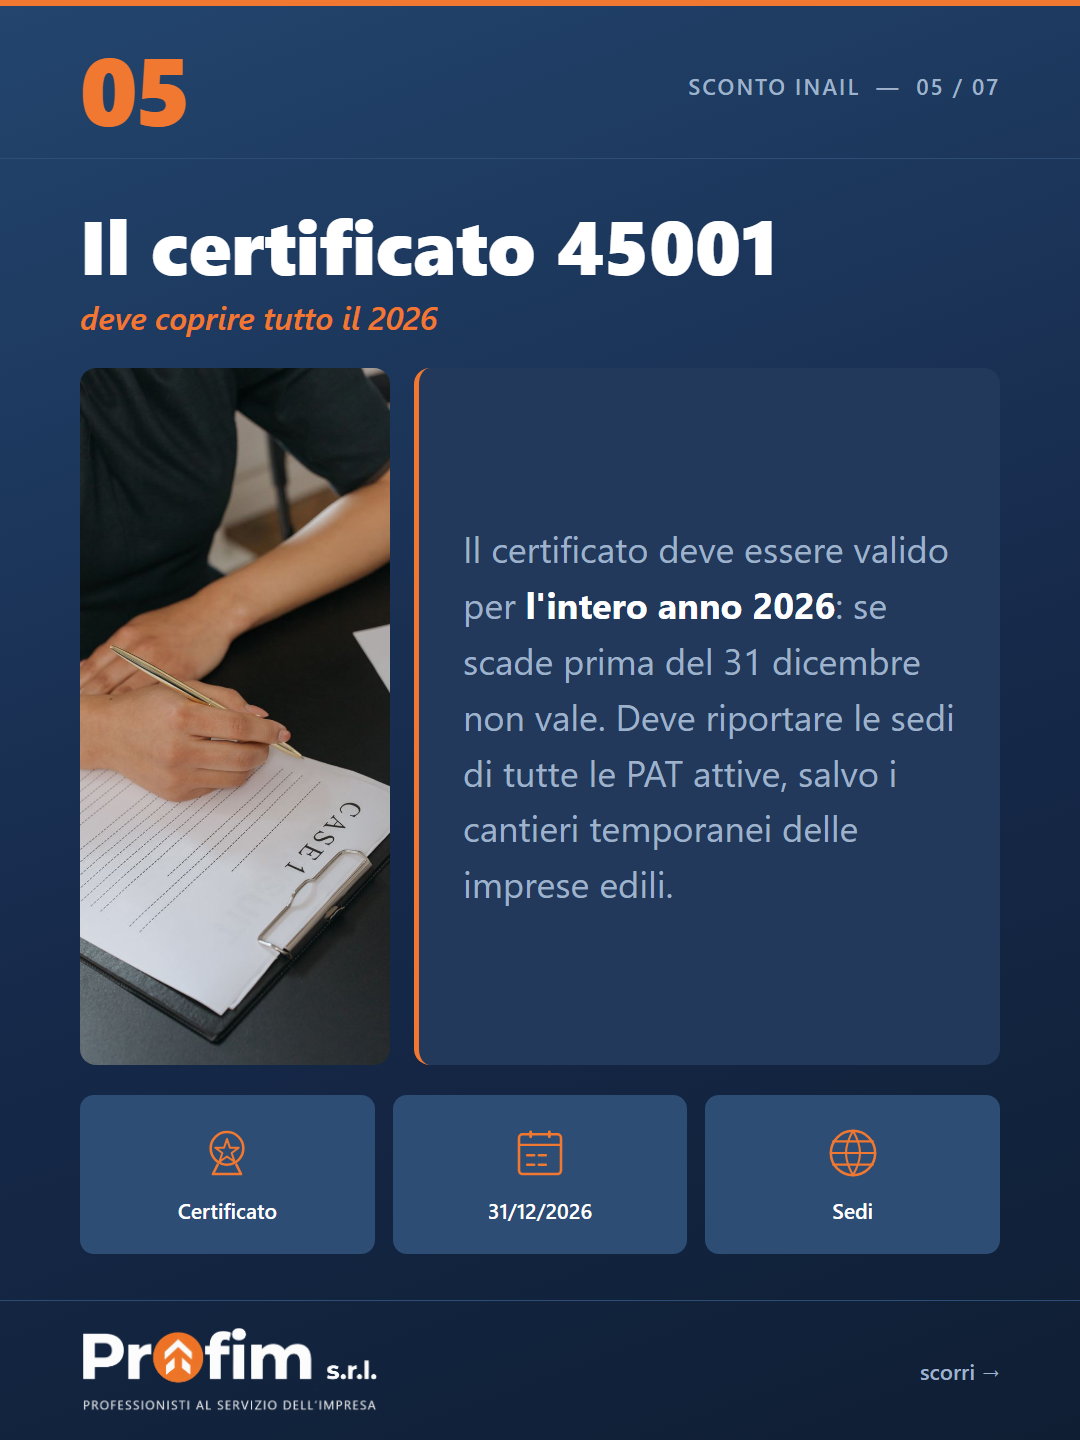 05
SCONTO INAIL — 05 / 07
Il certificato 45001
deve coprire tutto il 2026
CASE 1
Il certificato deve essere valido
per l'intero anno 2026: se
scade prima del 31 dicembre
non vale. Deve riportare le sedi
di tutte le PAT attive, salvo i
cantieri temporanei delle
imprese edili.
Certificato
31/12/2026
Sedi
Profim s.r.l.
PROFESSIONISTI AL SERVIZIO DELL'IMPRESA
scorri →